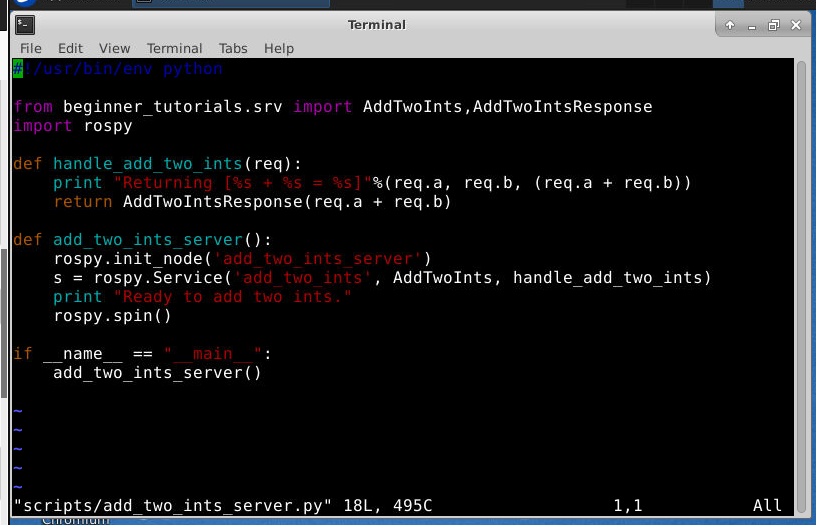 Terminal
File Edit View Terminal Tabs Help
#!/usr/bin/env python
from beginner_tutorials.srv import AddTwoInts,AddTwoIntsResponse
import rospy
def handle_add_two_ints(req):
    print "Returning [%s + %s = %s]"%(req.a, req.b, (req.a + req.b))
    return AddTwoIntsResponse(req.a + req.b)
def add_two_ints_server():
    rospy.init_node('add_two_ints_server')
    s = rospy.Service('add_two_ints', AddTwoInts, handle_add_two_ints)
    print "Ready to add two ints."
    rospy.spin()
if __name__ == "__main__":
    add_two_ints_server()
~
~
~
~
~
"scripts/add_two_ints_server.py" 18L, 495C 1,1 All
Chromium